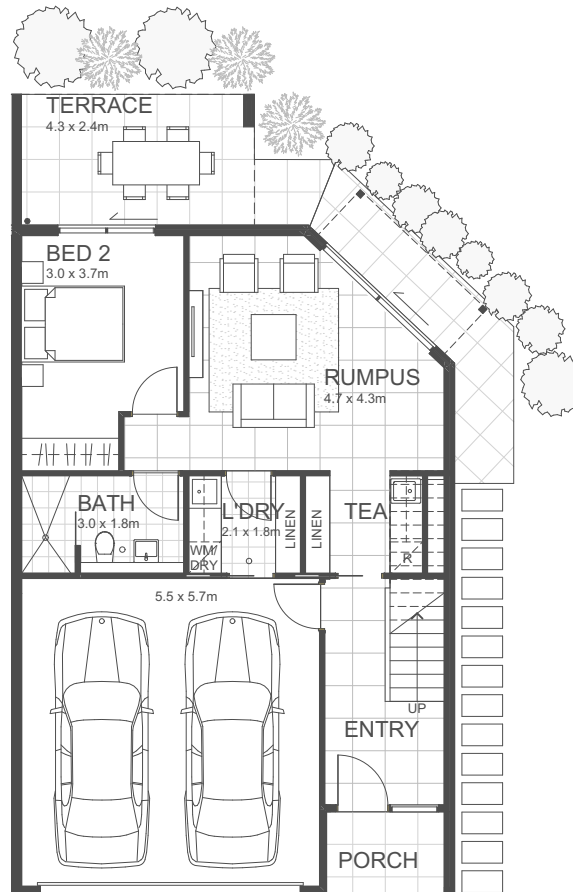 TERRACE
4.3 x 2.4m
BED 2
3.0 x 3.7m
RUMPUS
4.7 x 4.3m
BATH
3.0 x 1.8m
L'DRY
2.1 x 1.8m
WM/
DRY
LINEN
LINEN
TEA
R
5.5 x 5.7m
UP
ENTRY
PORCH